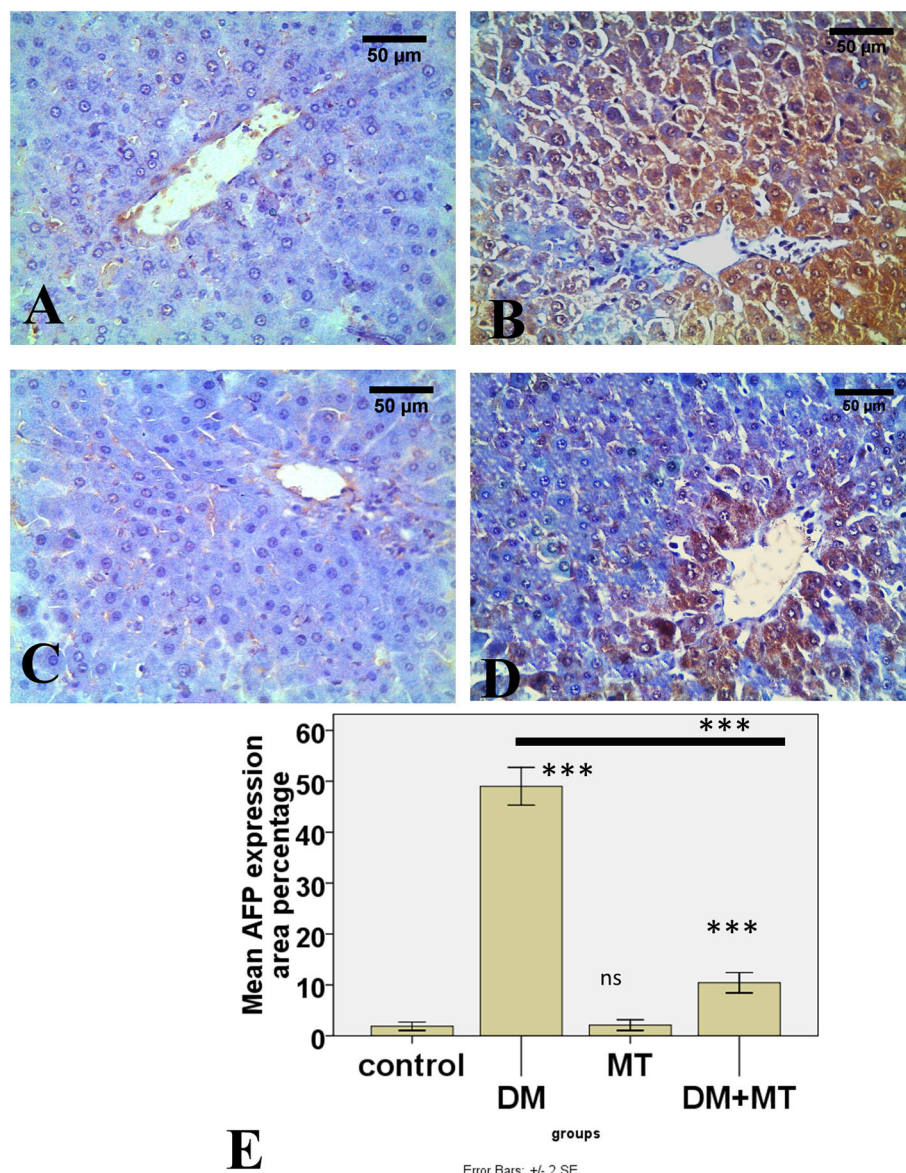 50 µm
A
50 µm
B
50 µm
C
50 µm
D
Mean AFP expression
area percentage
60
50
40
30
20
10
0
***
***
ns
***
control
DM
MT
DM+MT
groups
Error Bars: +/- 2 SE
E